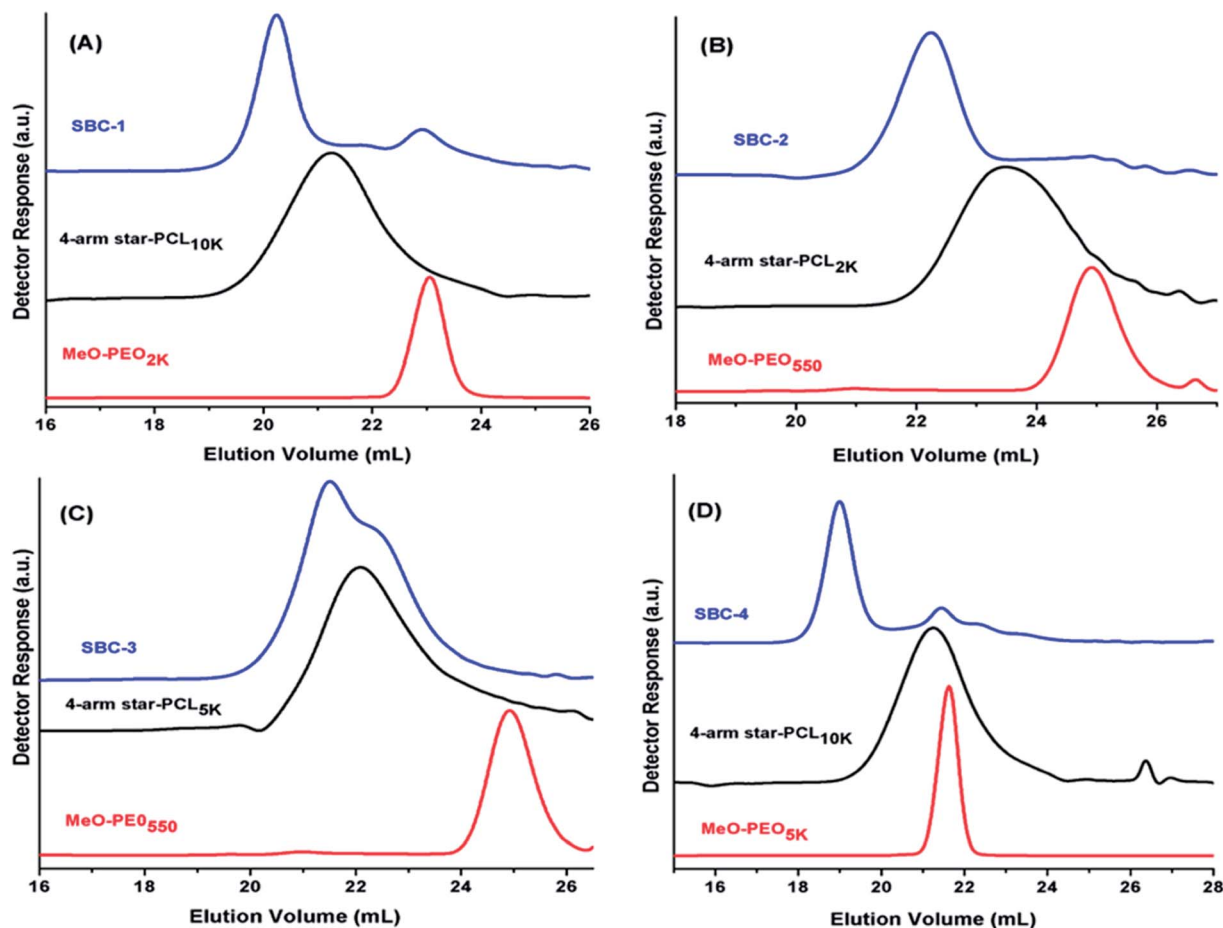 (A)
Detector Response (a.u.)
SBC-1
4-arm star-PCL10K
MeO-PEO2K
16 18 20 22 24 26
Elution Volume (mL)
(B)
Detector Response (a.u.)
SBC-2
4-arm star-PCL2K
MeO-PEO550
18 20 22 24 26
Elution Volume (mL)
(C)
Detector Response (a.u.)
SBC-3
4-arm star-PCL5K
MeO-PE0550
16 18 20 22 24 26
Elution Volume (mL)
(D)
Detector Response (a.u.)
SBC-4
4-arm star-PCL10K
MeO-PEO5K
16 18 20 22 24 26 28
Elution Volume (mL)